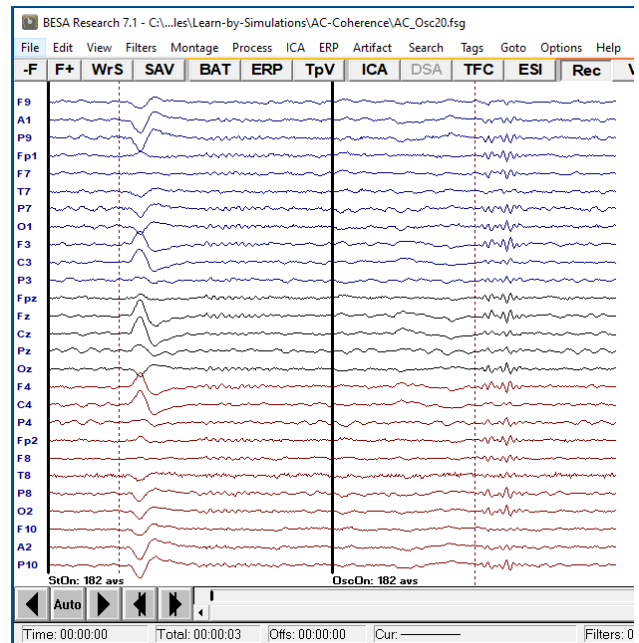 BESA Research 7.1 - C:\...les\Learn-by-Simulations\AC-Coherence\AC_Osc20.fsg
File Edit View Filters Montage Process ICA ERP Artifact Search Tags Goto Options Help
-F F+ WrS SAV BAT ERP TpV ICA DSA TFC ESI Rec V
F9
A1
P9
Fp1
F7
T7
P7
O1
F3
C3
P3
Fpz
Fz
Cz
Pz
Oz
F4
C4
P4
Fp2
F8
T8
P8
O2
F10
A2
P10
StOn: 182 avs OscOn: 182 avs
Auto
Time: 00:00:00 Total: 00:00:03 Offs: 00:00:00 Cur: Filters: 0